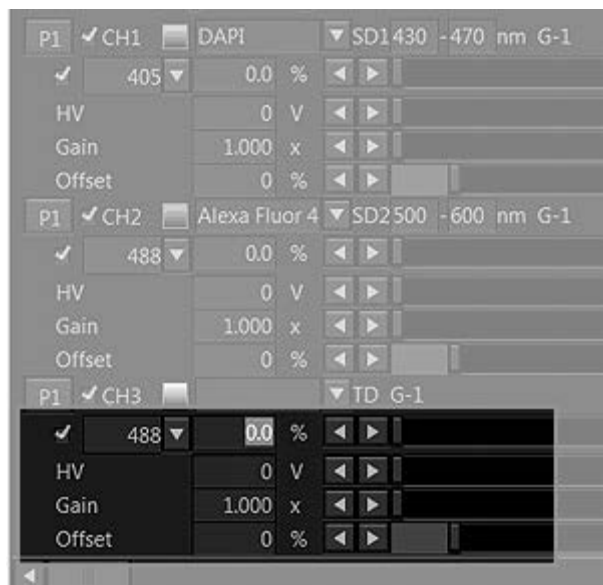 P1 CH1 DAPI SD1 430 - 470 nm G-1
405 0.0 %
HV 0 V
Gain 1.000 x
Offset 0 %
P1 CH2 Alexa Fluor 4 SD2 500 - 600 nm G-1
488 0.0 %
HV 0 V
Gain 1.000 x
Offset 0 %
P1 CH3 TD G-1
488 0.0 %
HV 0 V
Gain 1.000 x
Offset 0 %